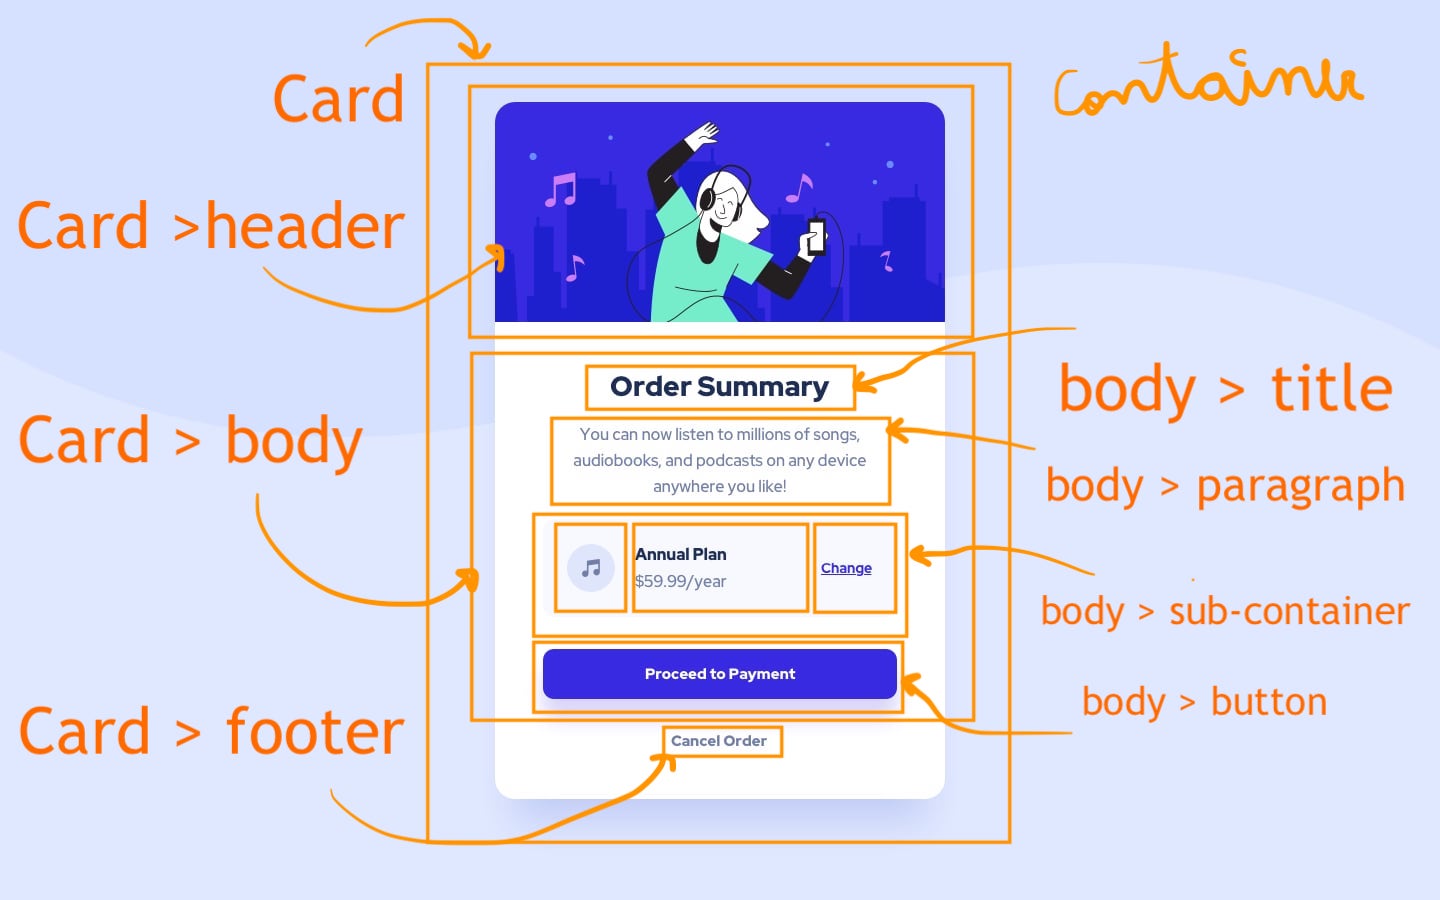 Container
Card
Card >header
Card > body
Card > footer
Order Summary
You can now listen to millions of songs,
audiobooks, and podcasts on any device
anywhere you like!
Annual Plan
$59.99/year
Change
Proceed to Payment
Cancel Order
body > title
body > paragraph
body > sub-container
body > button